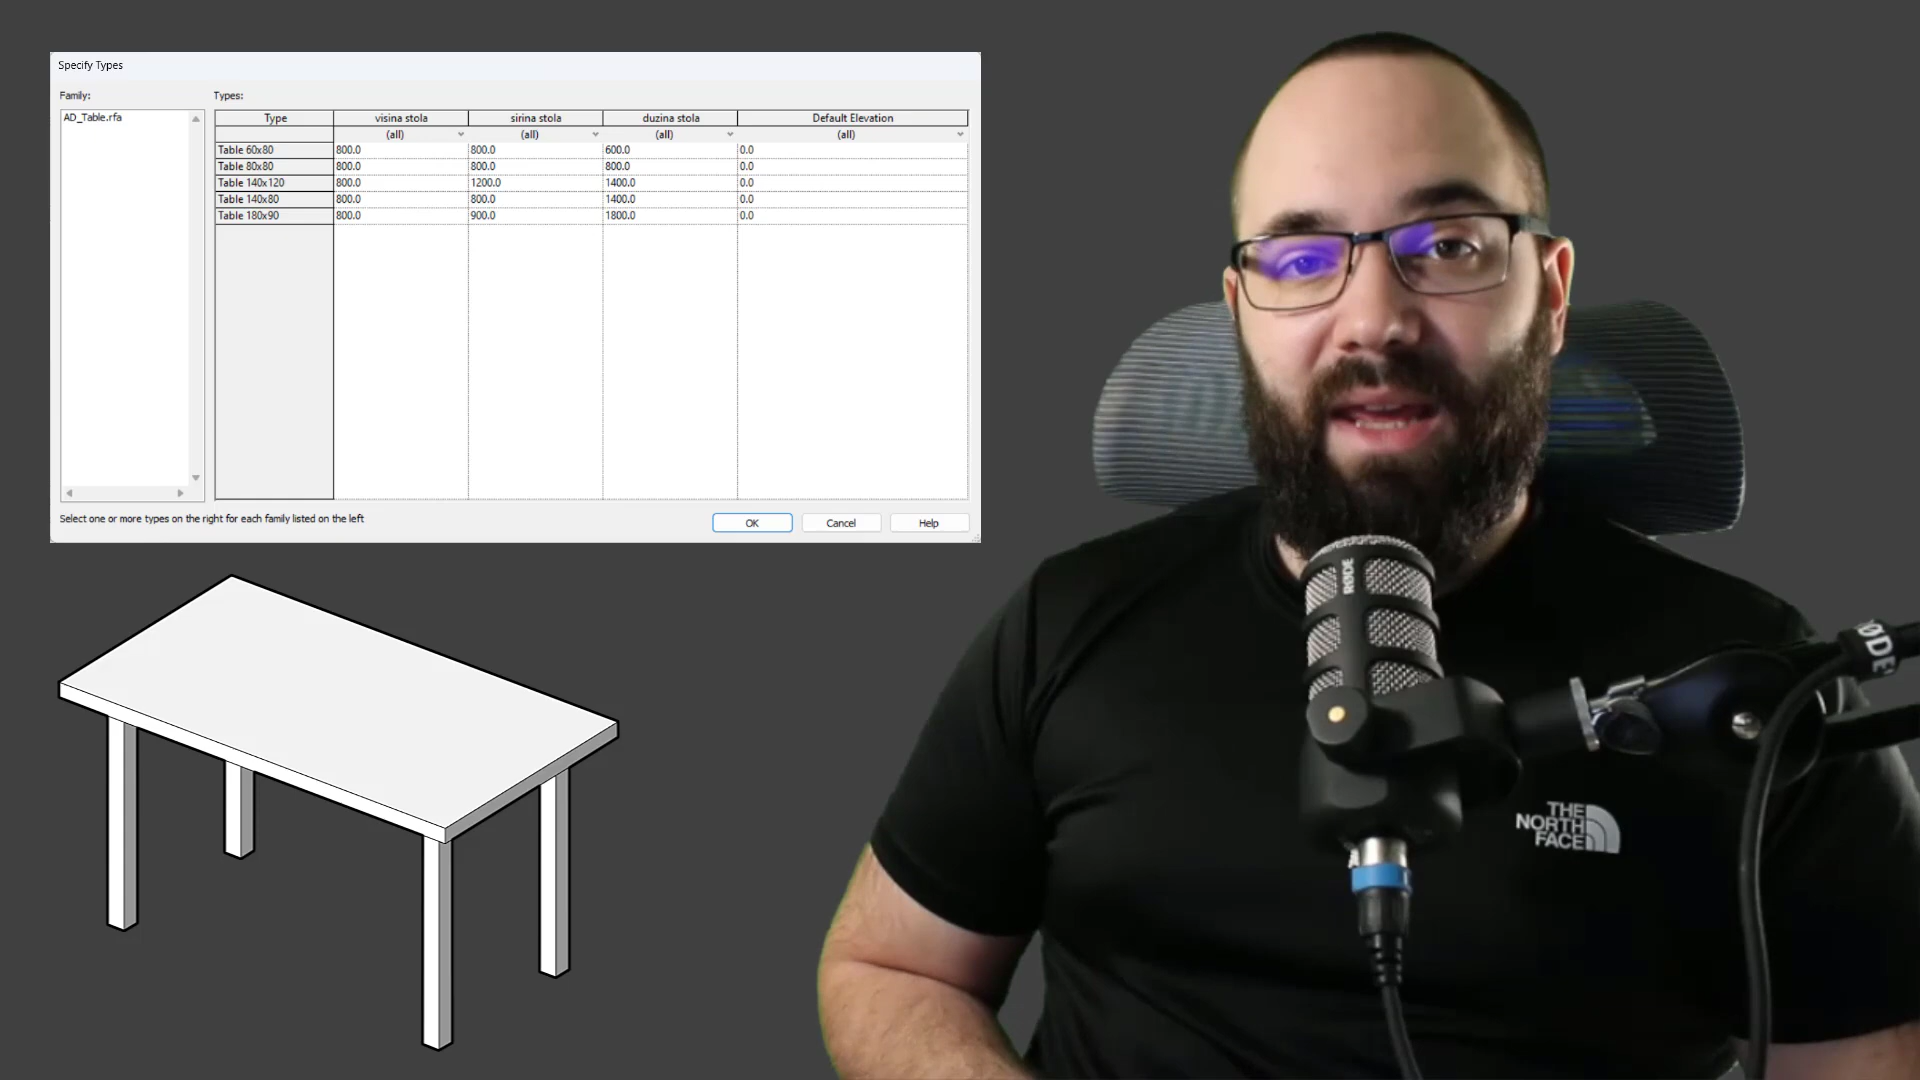 Specify Types
Family:
Types:
AD_Table.rfa
Type visina stola sirina stola duzina stola Default Elevation
(all) (all) (all) (all)
Table 60x80 800.0 800.0 600.0 0.0
Table 80x80 800.0 800.0 800.0 0.0
Table 140x120 800.0 1200.0 1400.0 0.0
Table 140x80 800.0 800.0 1400.0 0.0
Table 180x90 800.0 900.0 1800.0 0.0
Select one or more types on the right for each family listed on the left
OK Cancel Help
RØDE
RØDE
THE
NORTH
FACE